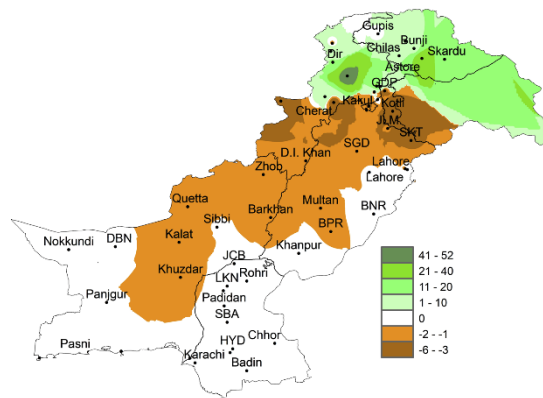 Gupis
Dir
Chilas
Bunji
Skardu
Astore
GDP
Cherat
Kakul
Kotli
JLM
SKT
SGD
D.I. Khan
Zhob
Lahore
Lahore
Quetta
Multan
BNR
Sibbi
Barkhan
BPR
Nokkundi
DBN
Kalat
Khanpur
JCB
Khuzdar
LKN
Rohri
Panjgur
Padidan
SBA
Chhor
HYD
Pasni
Karachi
Badin
41 - 52
21 - 40
11 - 20
1 - 10
0
-2 - -1
-6 - -3